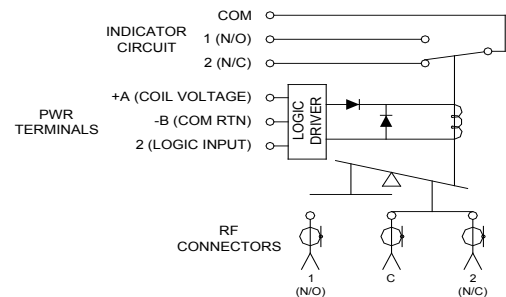 COM
INDICATOR
CIRCUIT
1 (N/O)
2 (N/C)
+A (COIL VOLTAGE)
PWR
TERMINALS
-B (COM RTN)
2 (LOGIC INPUT)
LOGIC
DRIVER
RF
CONNECTORS
1
(N/O)
C
2
(N/C)